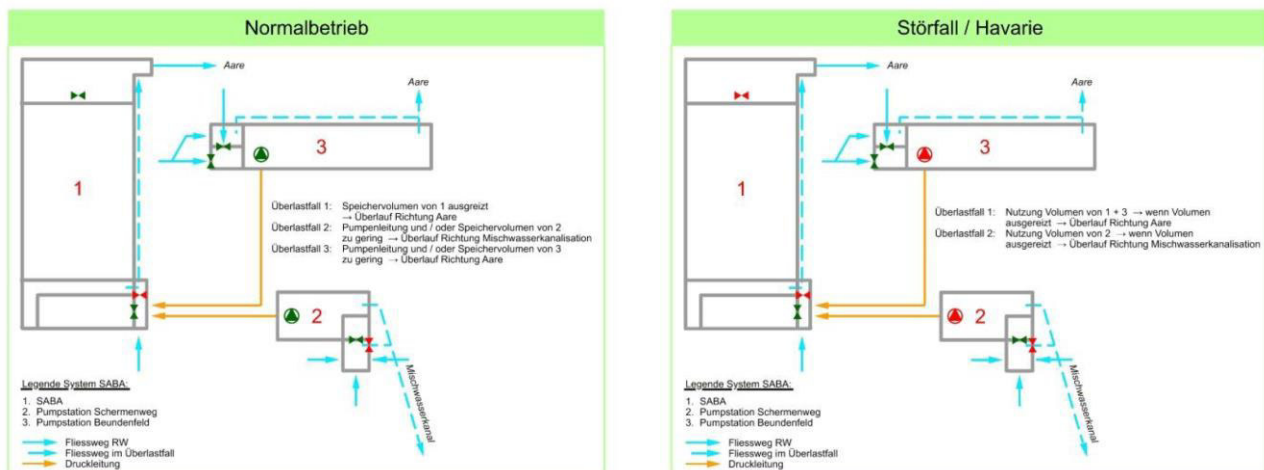 Normalbetrieb
Aare
Aare
1
3
Überlastfall 1: Speichervolumen von 1 ausgreizt
→ Überlauf Richtung Aare
Überlastfall 2: Pumpenleitung und / oder Speichervolumen von 2
zu gering → Überlauf Richtung Mischwasserkanalisation
Überlastfall 3: Pumpenleitung und / oder Speichervolumen von 3
zu gering → Überlauf Richtung Aare
2
Mischwasserkanal
Legende System SABA:
1. SABA
2. Pumpstation Schermenweg
3. Pumpstation Beundenfeld
Fliessweg RW
Fliessweg im Überlastfall
Druckleitung
Störfall / Havarie
Aare
Aare
1
3
Überlastfall 1: Nutzung Volumen von 1 + 3 → wenn Volumen
ausgereizt → Überlauf Richtung Aare
Überlastfall 2: Nutzung Volumen von 2 → wenn Volumen
ausgereizt → Überlauf Richtung Mischwasserkanalisation
2
Mischwasserkanal
Legende System SABA:
1. SABA
2. Pumpstation Schermenweg
3. Pumpstation Beundenfeld
Fliessweg RW
Fliessweg im Überlastfall
Druckleitung